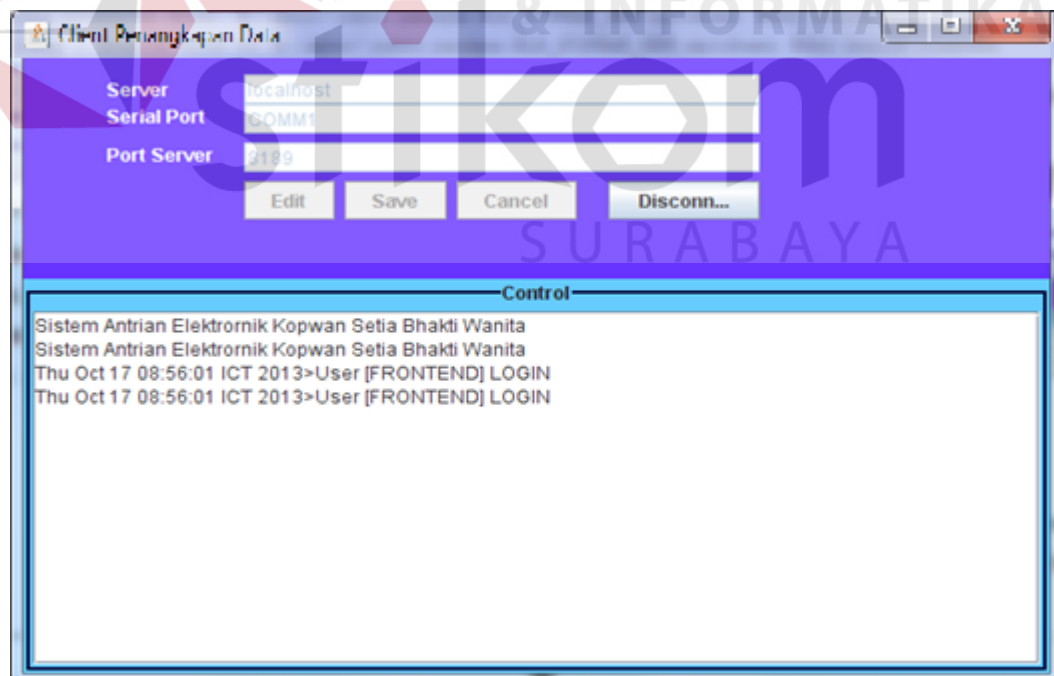 & INFORMATIKA
Client Penangkapan Data
stikom
Server localhost
Serial Port COMM1
Port Server 8189
Edit Save Cancel Disconn...
SURABAYA
Control
Sistem Antrian Elektrornik Kopwan Setia Bhakti Wanita
Sistem Antrian Elektrornik Kopwan Setia Bhakti Wanita
Thu Oct 17 08:56:01 ICT 2013>User [FRONTEND] LOGIN
Thu Oct 17 08:56:01 ICT 2013>User [FRONTEND] LOGIN